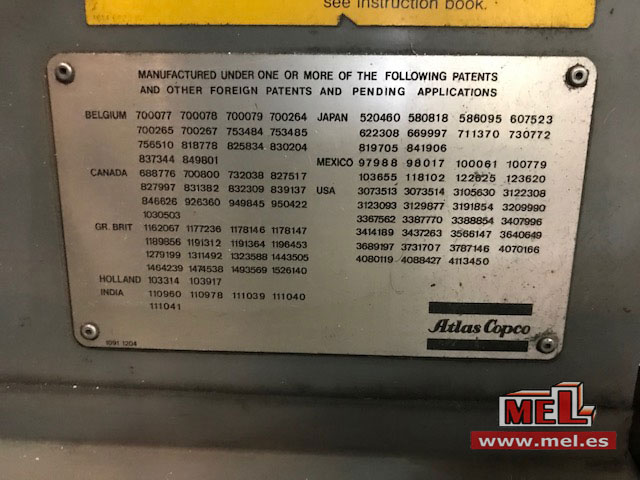 see instruction book.
MANUFACTURED UNDER ONE OR MORE OF THE FOLLOWING PATENTS
AND OTHER FOREIGN PATENTS AND PENDING APPLICATIONS
BELGIUM 700077 700078 700079 700264
700265 700267 753484 753485
756510 818778 825834 830204
837344 849801
CANADA 688776 700800 732038 827517
827997 831382 832309 839137
846626 926360 949845 950422
1030503
GR. BRIT 1162067 1177236 1178146 1178147
1189856 1191312 1191364 1196453
1279199 1311492 1323588 1443505
1464239 1474538 1493569 1526140
HOLLAND 103314 103917
INDIA 110960 110978 111039 111040
111041
JAPAN 520460 580818 586095 607523
622308 669997 711370 730772
819705 841906
MEXICO 97988 98017 100061 100779
103655 118102 122625 123620
USA 3073513 3073514 3105630 3122308
3123093 3129877 3191854 3209990
3367562 3387770 3388854 3407996
3414189 3437263 3566147 3640649
3689197 3731707 3787146 4070166
4080119 4088427 4113450
Atlas Copco
1091 1204
MEL
www.mel.es